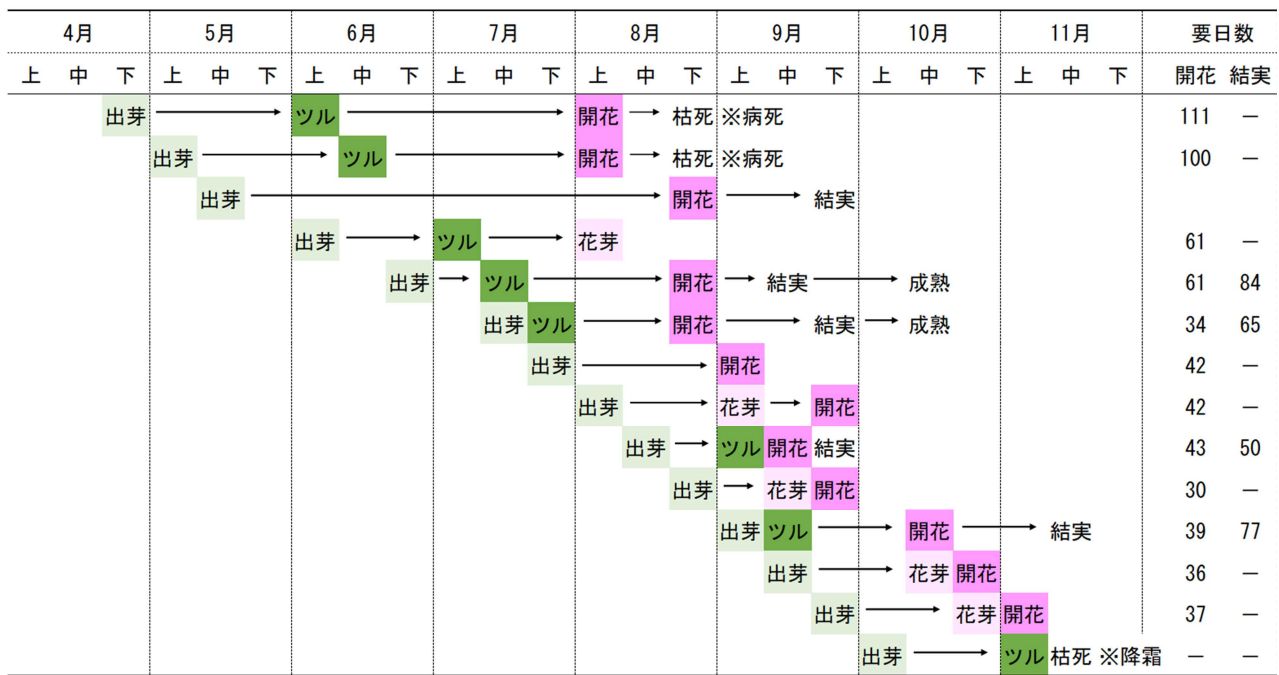 4月 5月 6月 7月 8月 9月 10月 11月 要日数
上 中 下 上 中 下 上 中 下 上 中 下 上 中 下 上 中 下 上 中 下 上 中 下 開花 結実
出芽 → ツル → 開花 → 枯死 ※病死 111 −
出芽 → ツル → 開花 → 枯死 ※病死 100 −
出芽 → 開花 → 結実
出芽 → ツル → 花芽 61 −
出芽 → ツル → 開花 → 結実 → 成熟 61 84
出芽 ツル → 開花 → 結実 → 成熟 34 65
出芽 → 開花 42 −
出芽 → 花芽 → 開花 42 −
出芽 → ツル 開花 結実 43 50
出芽 → 花芽 開花 30 −
出芽 ツル → 開花 → 結実 39 77
出芽 → 花芽 開花 36 −
出芽 → 花芽 開花 37 −
出芽 → ツル 枯死 ※降霜 − −